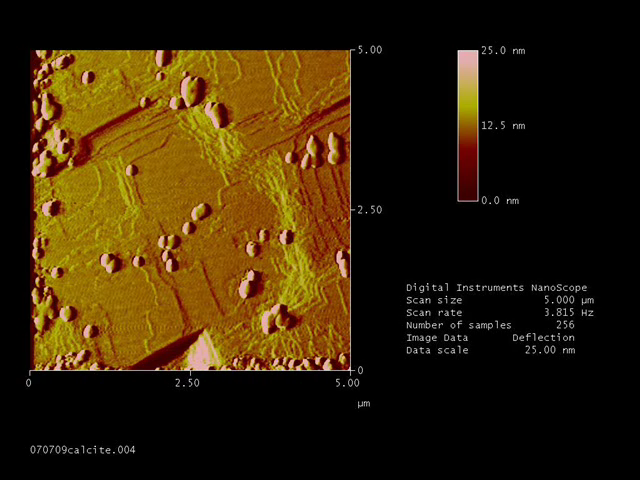 5.00
25.0 nm
12.5 nm
2.50
0.0 nm
Digital Instruments NanoScope
Scan size 5.000 µm
Scan rate 3.815 Hz
Number of samples 256
Image Data Deflection
Data scale 25.00 nm
0
0 2.50 5.00
µm
070709calcite.004